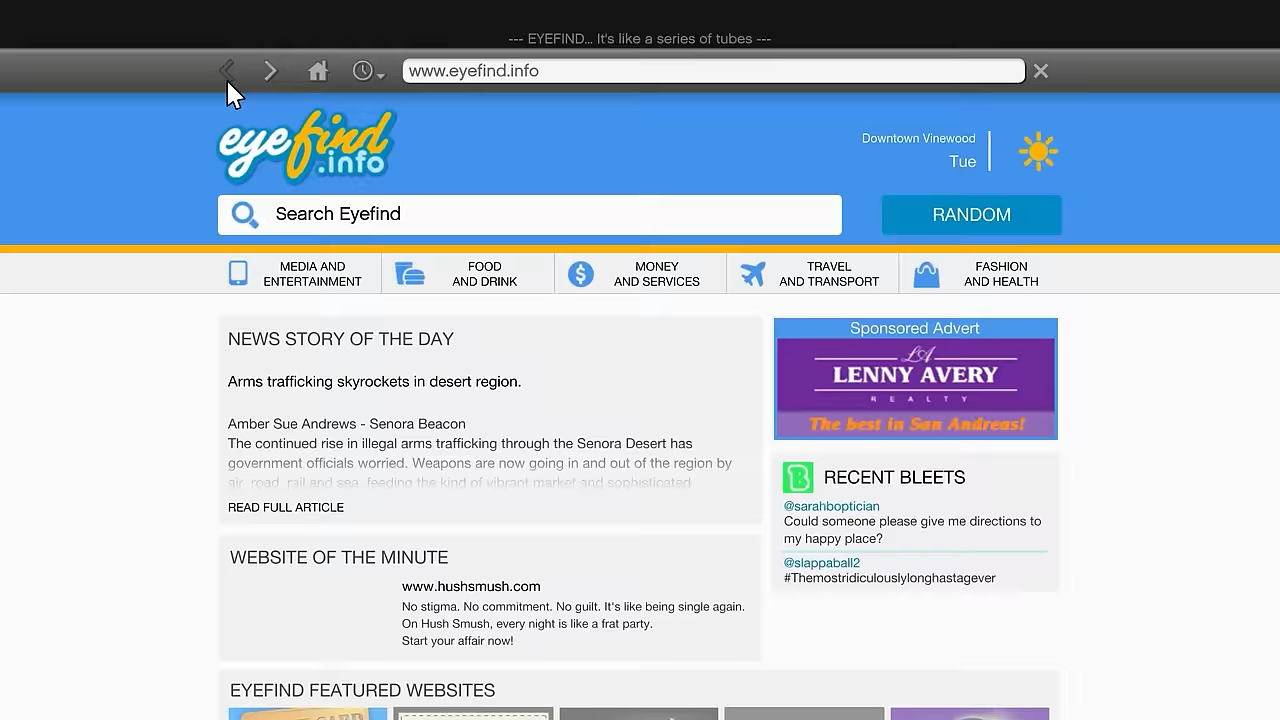 --- EYEFIND... It's like a series of tubes ---
www.eyefind.info
eyefind
.info
Downtown Vinewood
Tue
Search Eyefind
RANDOM
MEDIA AND
ENTERTAINMENT
FOOD
AND DRINK
MONEY
AND SERVICES
TRAVEL
AND TRANSPORT
FASHION
AND HEALTH
NEWS STORY OF THE DAY
Arms trafficking skyrockets in desert region.
Amber Sue Andrews - Senora Beacon
The continued rise in illegal arms trafficking through the Senora Desert has
government officials worried. Weapons are now going in and out of the region by
air, road, rail and sea, feeding the kind of vibrant market and sophisticated
READ FULL ARTICLE
Sponsored Advert
LA
LENNY AVERY
REALTY
The best in San Andreas!
B
RECENT BLEETS
@sarahboptician
Could someone please give me directions to
my happy place?
@slappaball2
#Themostridiculouslylonghastagever
WEBSITE OF THE MINUTE
www.hushsmush.com
No stigma. No commitment. No guilt. It's like being single again.
On Hush Smush, every night is like a frat party.
Start your affair now!
EYEFIND FEATURED WEBSITES